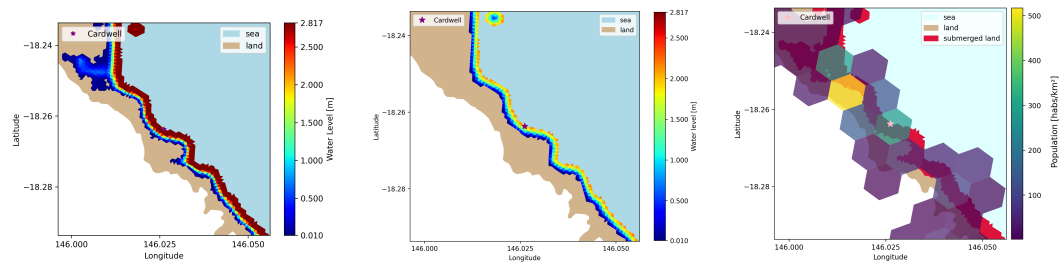 Cardwell
sea
land
−18.24
−18.26
−18.28
146.000
146.025
146.050
Longitude
Latitude
2.817
2.500
2.000
1.500
1.000
0.500
0.010
Water Level [m]
Cardwell
sea
land
−18.24
−18.26
−18.28
146.000
146.025
146.050
Longitude
Latitude
2.817
2.500
2.000
1.500
1.000
0.500
0.010
Water level [m]
Cardwell
sea
land
submerged land
−18.24
−18.26
−18.28
146.000
146.025
146.050
Longitude
Latitude
500
400
300
200
100
Population [habs/km²]